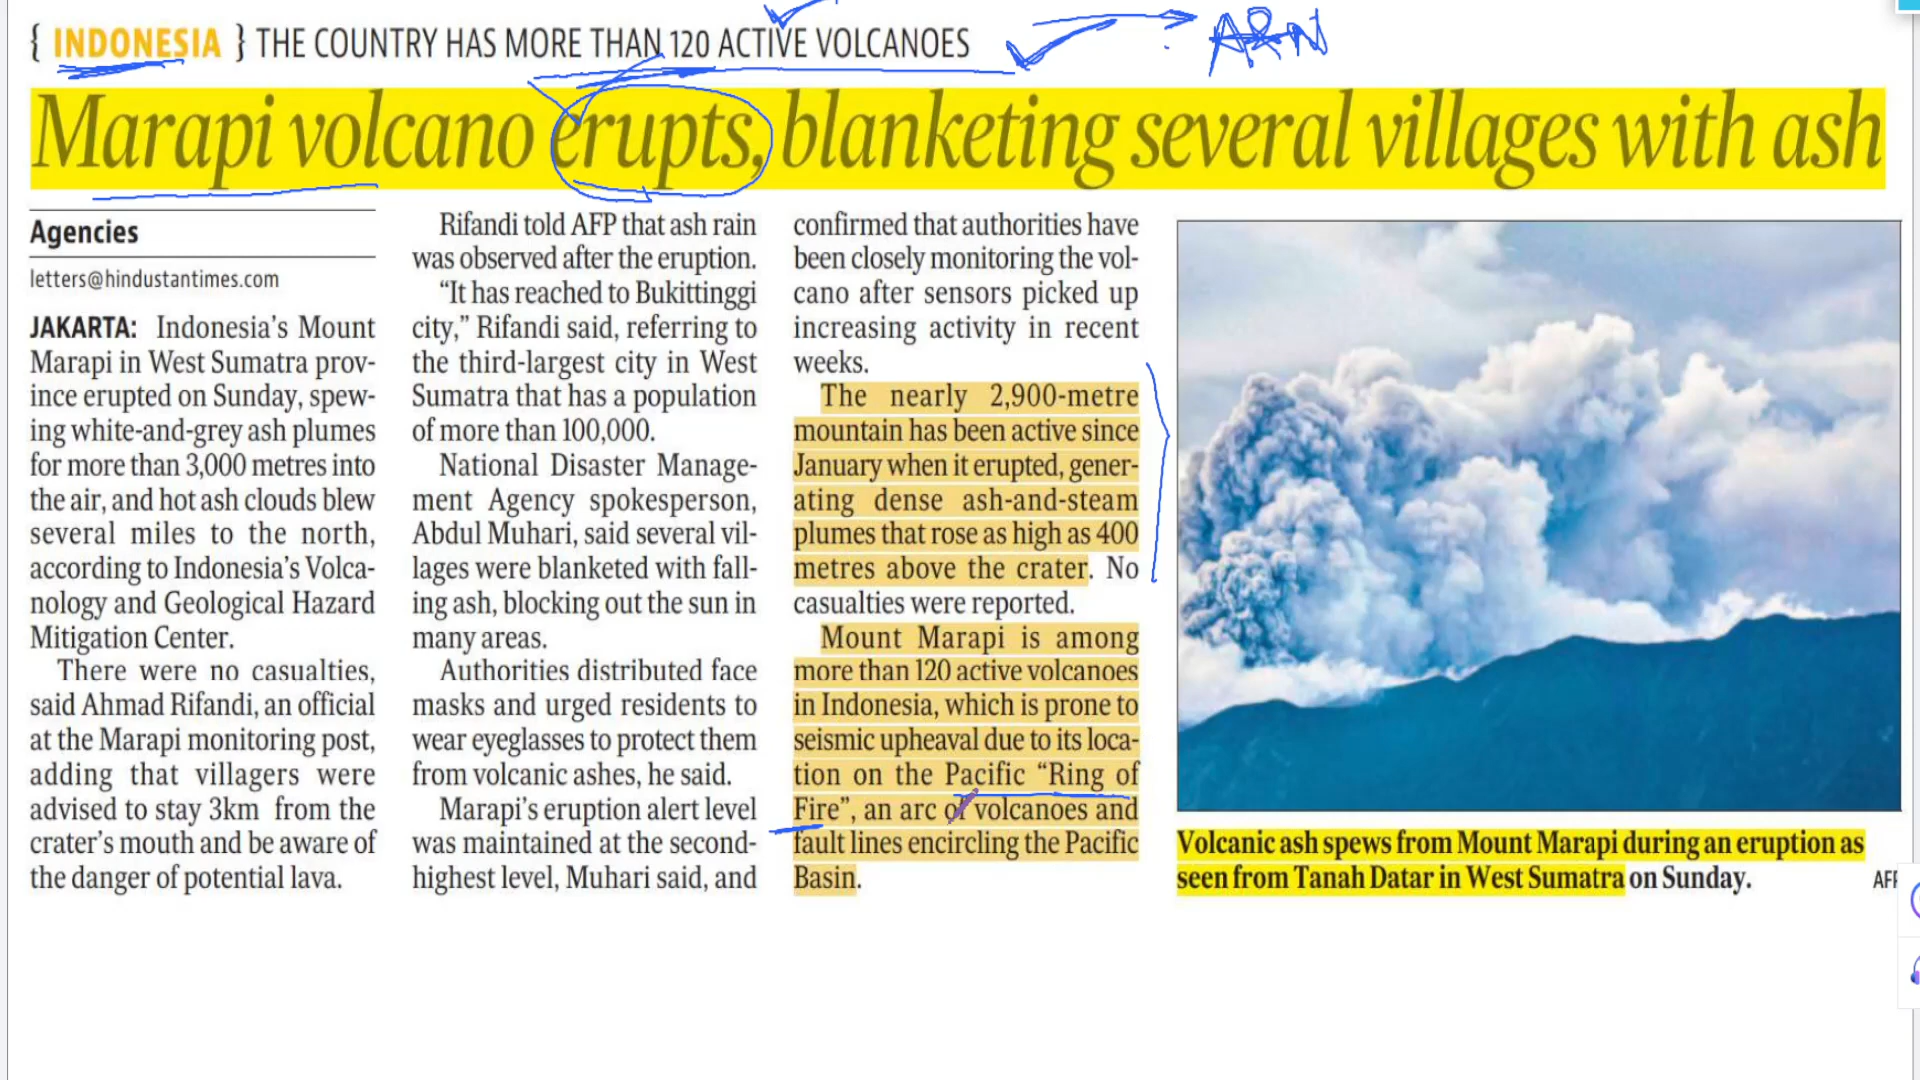 { INDONESIA } THE COUNTRY HAS MORE THAN 120 ACTIVE VOLCANOES
A&N
Marapi volcano erupts, blanketing several villages with ash
Agencies
letters@hindustantimes.com
JAKARTA: Indonesia's Mount
Marapi in West Sumatra prov-
ince erupted on Sunday, spew-
ing white-and-grey ash plumes
for more than 3,000 metres into
the air, and hot ash clouds blew
several miles to the north,
according to Indonesia's Volca-
nology and Geological Hazard
Mitigation Center.
There were no casualties,
said Ahmad Rifandi, an official
at the Marapi monitoring post,
adding that villagers were
advised to stay 3km from the
crater's mouth and be aware of
the danger of potential lava.
Rifandi told AFP that ash rain
was observed after the eruption.
"It has reached to Bukittinggi
city," Rifandi said, referring to
the third-largest city in West
Sumatra that has a population
of more than 100,000.
National Disaster Manage-
ment Agency spokesperson,
Abdul Muhari, said several vil-
lages were blanketed with fall-
ing ash, blocking out the sun in
many areas.
Authorities distributed face
masks and urged residents to
wear eyeglasses to protect them
from volcanic ashes, he said.
Marapi's eruption alert level
was maintained at the second-
highest level, Muhari said, and
confirmed that authorities have
been closely monitoring the vol-
cano after sensors picked up
increasing activity in recent
weeks.
The nearly 2,900-metre
mountain has been active since
January when it erupted, gener-
ating dense ash-and-steam
plumes that rose as high as 400
metres above the crater. No
casualties were reported.
Mount Marapi is among
more than 120 active volcanoes
in Indonesia, which is prone to
seismic upheaval due to its loca-
tion on the Pacific "Ring of
Fire", an arc of volcanoes and
fault lines encircling the Pacific
Basin.
Volcanic ash spews from Mount Marapi during an eruption as
seen from Tanah Datar in West Sumatra on Sunday.
AFP